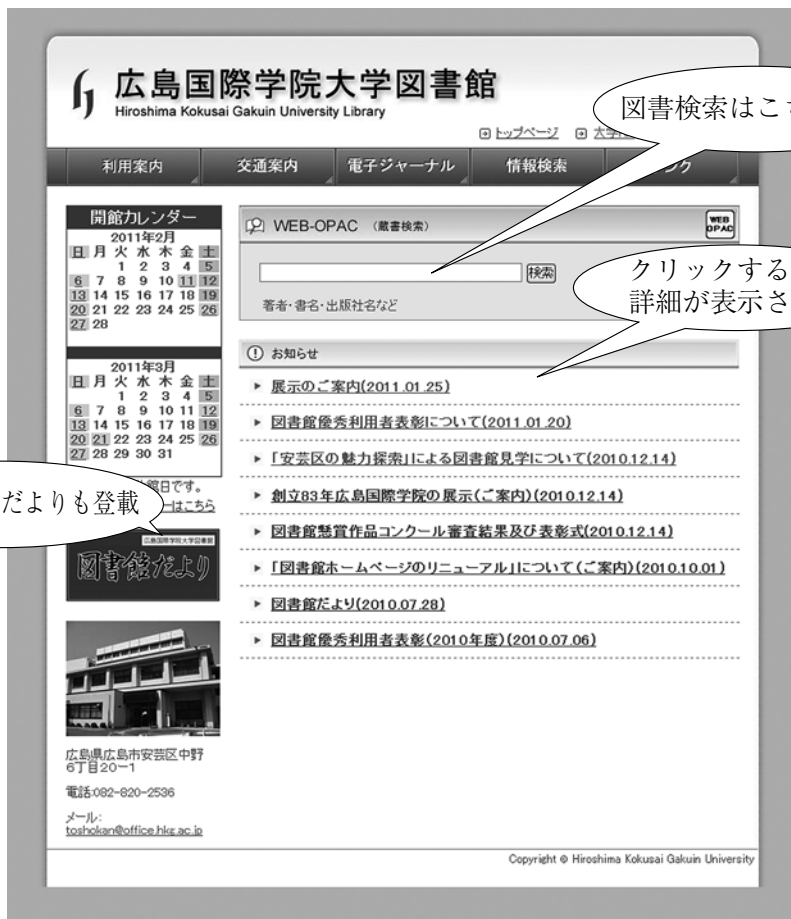 広島国際学院大学図書館
Hiroshima Kokusai Gakuin University Library
図書検索はこ
トップページ
利用案内 交通案内 電子ジャーナル 情報検索
開館カレンダー
2011年2月
日 月 火 水 木 金 土
1 2 3 4 5
6 7 8 9 10 11 12
13 14 15 16 17 18 19
20 21 22 23 24 25 26
27 28
2011年3月
日 月 火 水 木 金 土
1 2 3 4 5
6 7 8 9 10 11 12
13 14 15 16 17 18 19
20 21 22 23 24 25 26
27 28 29 30 31
館日です。
はこちら
だよりも登載
広島国際学院大学図書館
図書館だより
広島県広島市安芸区中野
6丁目20ー1
電話:082-820-2536
メール:
toshokan@office.hkg.ac.jp
WEB-OPAC (蔵書検索)
WEB
OPAC
検索
著者・書名・出版社名など
クリックする
詳細が表示さ
お知らせ
展示のご案内(2011.01.25)
図書館優秀利用者表彰について(2011.01.20)
「安芸区の魅力探索」による図書館見学について(2010.12.14)
創立83年広島国際学院の展示(ご案内)(2010.12.14)
図書館懸賞作品コンクール審査結果及び表彰式(2010.12.14)
「図書館ホームページのリニューアル」について(ご案内)(2010.10.01)
図書館だより(2010.07.28)
図書館優秀利用者表彰(2010年度)(2010.07.06)
Copyright © Hiroshima Kokusai Gakuin University